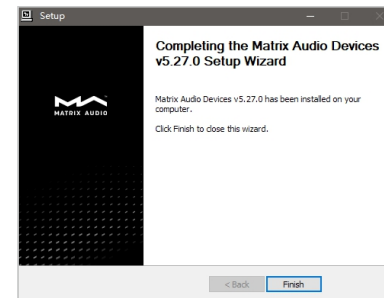 Setup
Completing the Matrix Audio Devices
v5.27.0 Setup Wizard
MATRIX AUDIO
Matrix Audio Devices v5.27.0 has been installed on your
computer.
Click Finish to close this wizard.
< Back
Finish